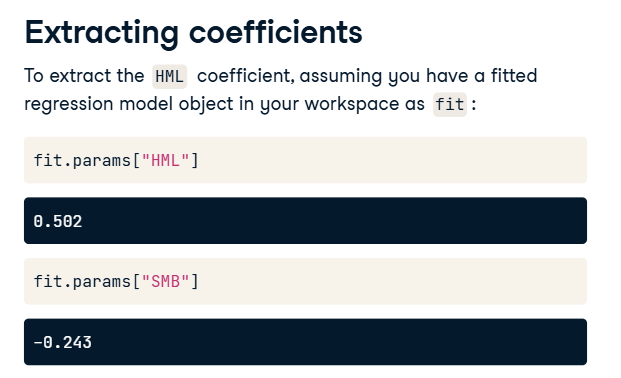 Extracting coefficients
To extract the HML coefficient, assuming you have a fitted
regression model object in your workspace as fit :
fit.params["HML"]
0.502
fit.params["SMB"]
-0.243